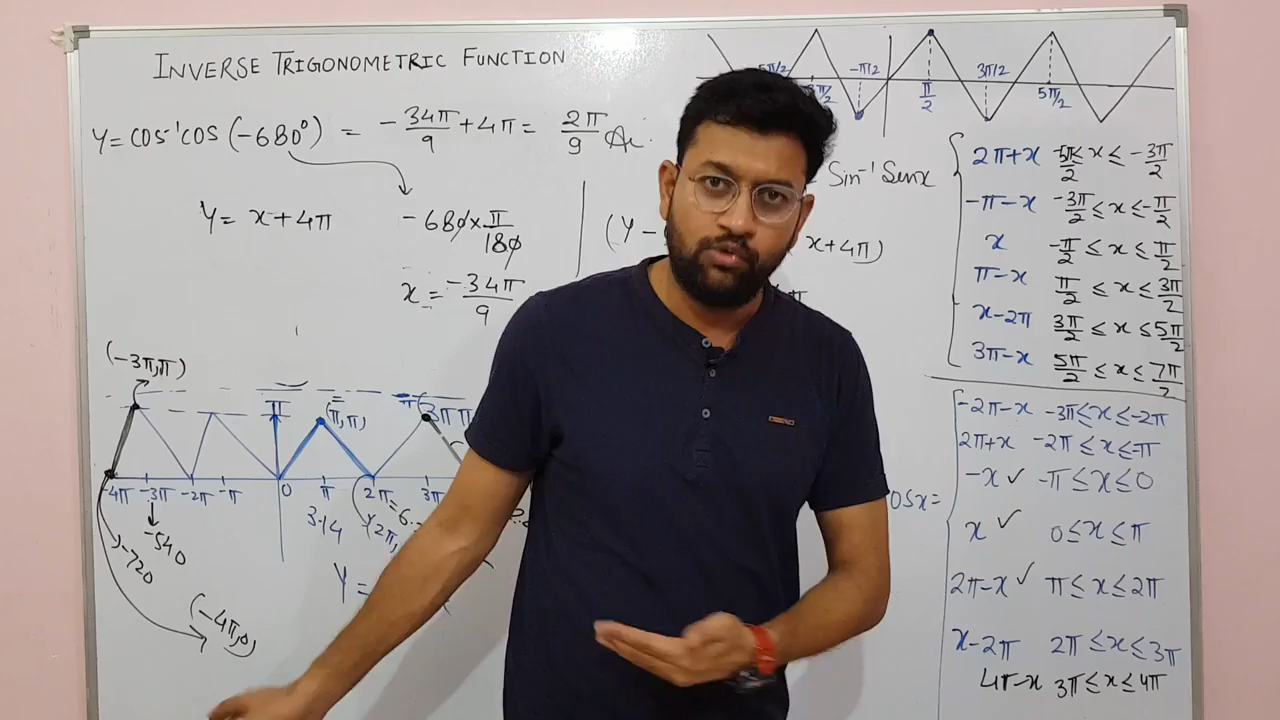 INVERSE TRIGONOMETRIC FUNCTION
Y= cos⁻¹cos (-680°) = -34π/9 + 4π = 2π/9
Y= x+4π
-680 × π/180
x = -34π/9
(Y -
x+4π)
-π/2 π/2 3π/2 5π/2
Sin⁻¹ Sinx
2π+x -5π/2 ≤ x ≤ -3π/2
-π-x -3π/2 ≤ x ≤ -π/2
x -π/2 ≤ x ≤ π/2
π-x π/2 ≤ x ≤ 3π/2
x-2π 3π/2 ≤ x ≤ 5π/2
3π-x 5π/2 ≤ x ≤ 7π/2
osx =
-2π-x -3π≤x≤-2π
2π+x -2π ≤x≤-π
-x ✓ -π ≤x≤0
x ✓ 0≤x≤π
2π-x ✓ π≤x≤2π
x-2π 2π ≤x≤3π
4π-x 3π≤x≤4π
(-3π,π)
π (π,π)
-4π -3π -2π -π 0 π 2π 3π
3.14 (2π,
-540
-720
Y=
(-4π,0)